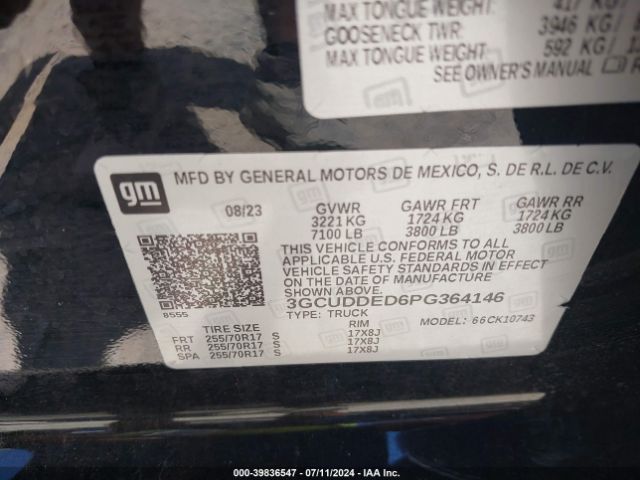 MAX TONGUE WEIGHT: 417 KG
GOOSENECK TWR: 3946 KG
MAX TONGUE WEIGHT: 592 KG
SEE OWNER'S MANUAL
gm
MFD BY GENERAL MOTORS DE MEXICO, S. DE R.L. DE C.V.
08/23 GVWR GAWR FRT GAWR RR
3221 KG 1724 KG 1724 KG
7100 LB 3800 LB 3800 LB
THIS VEHICLE CONFORMS TO ALL
APPLICABLE U.S. FEDERAL MOTOR
VEHICLE SAFETY STANDARDS IN EFFECT
ON THE DATE OF MANUFACTURE
SHOWN ABOVE.
8555
3GCUDDED6PG364146
TYPE: TRUCK MODEL: 66CK10743
TIRE SIZE RIM
FRT 255/70R17 S 17X8J
RR 255/70R17 S 17X8J
SPA 255/70R17 S 17X8J
000-39836547 - 07/11/2024 - IAA Inc.